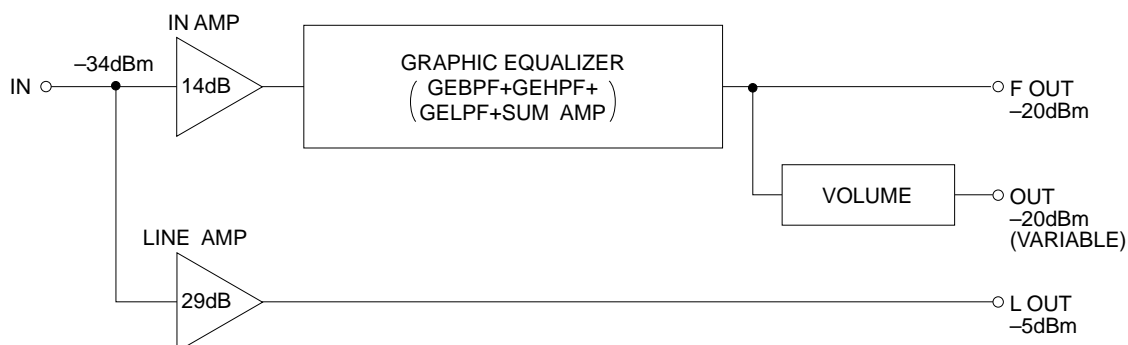 IN AMP
–34dBm
IN
14dB
GRAPHIC EQUALIZER
(GEBPF+GEHPF+
GELPF+SUM AMP)
F OUT
–20dBm
VOLUME
OUT
–20dBm
(VARIABLE)
LINE AMP
29dB
L OUT
–5dBm